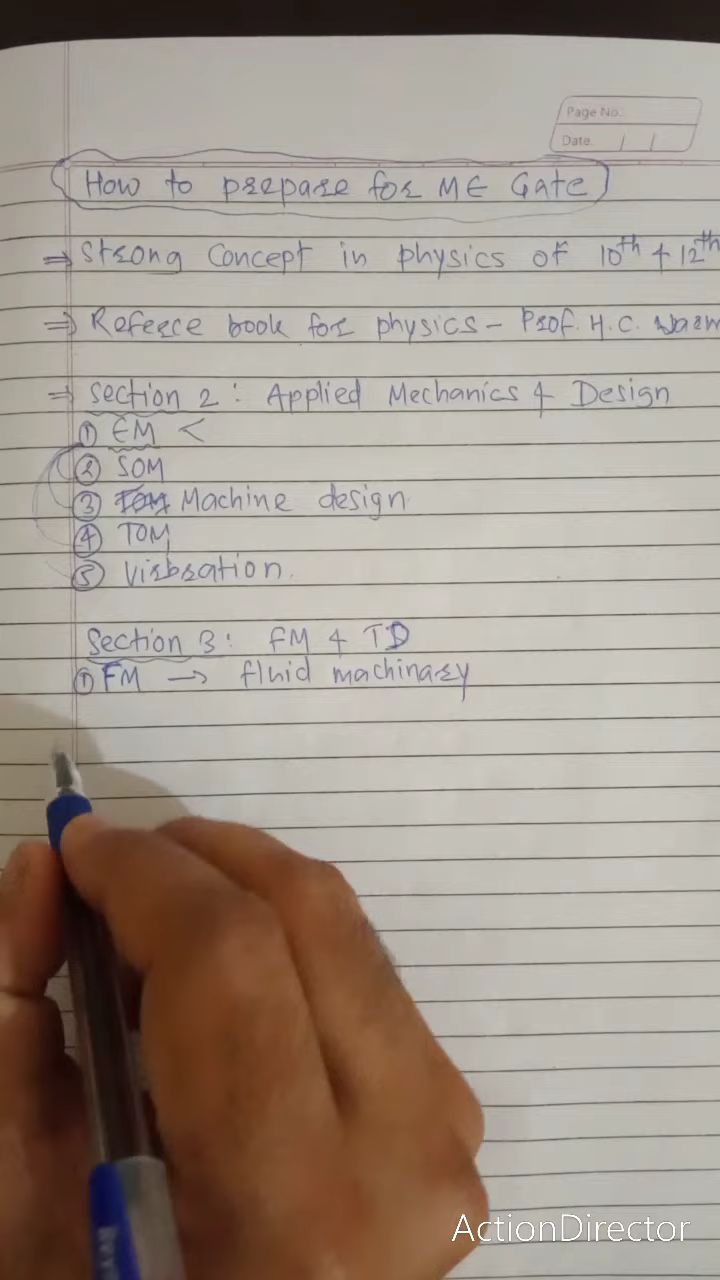 Page No.
Date / /
How to prepare for ME Gate
⇒ Strong Concept in physics of 10th & 12th
⇒ Referce book for physics - Prof. H.C.
⇒ Section 2 : Applied Mechanics & Design
① EM <
② SOM
③ Machine design
④ TOM
⑤ Virbration.
Section 3 : FM & TD
① FM → fluid machinary
ActionDirector